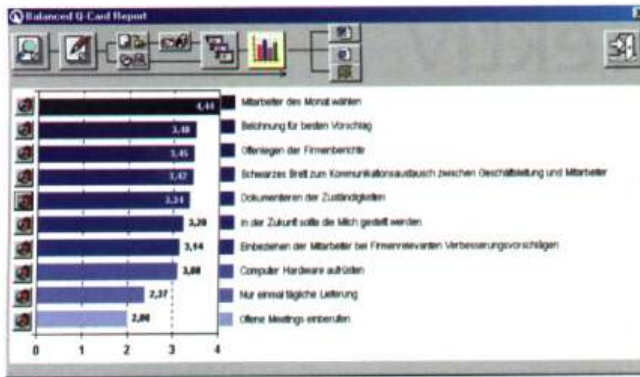 Balanced Q-Card Report
4,44 Mitarbeiter des Monat wählen
3,48 Belohnung für besten Vorschlag
3,45 Offenlegen der Firmenberichte
3,42 Schwarzes Brett zum Kommunikationsaustausch zwischen Geschäftsleitung und Mitarbeiter
3,34 Dokumentieren der Zuständigkeiten
3,20 In der Zukunft sollte die Milch gestellt werden
3,14 Einbeziehen der Mitarbeiter bei Firmenrelevanten Verbesserungsvorschlägen
3,08 Computer Hardware aufrüsten
2,37 Nur einmal tägliche Lieferung
2,00 Offene Meetings einberufen
0 1 2 3 4